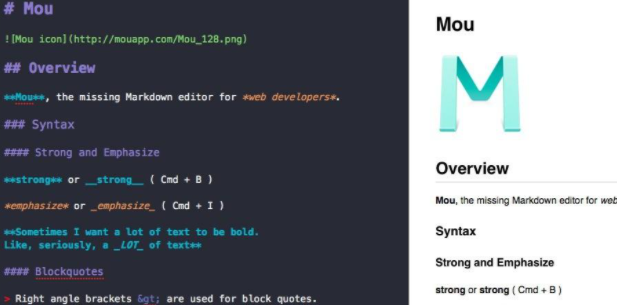 # Mou
![Mou icon](http://mouapp.com/Mou_128.png)
## Overview
**Mou**, the missing Markdown editor for *web developers*.
### Syntax
#### Strong and Emphasize
**strong** or __strong__ ( Cmd + B )
*emphasize* or _emphasize_ ( Cmd + I )
**Sometimes I want a lot of text to be bold.
Like, seriously, a _LOT_ of text**
#### Blockquotes
> Right angle brackets &gt; are used for block quotes.
Mou
M
Overview
Mou, the missing Markdown editor for web
Syntax
Strong and Emphasize
strong or strong ( Cmd + B )